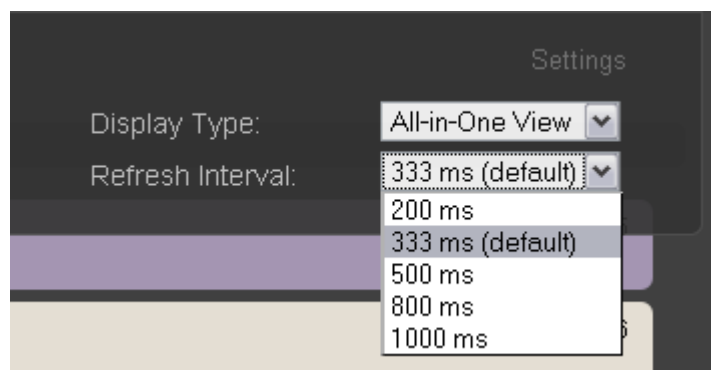 Settings
Display Type: All-in-One View
Refresh Interval: 333 ms (default)
200 ms
333 ms (default)
500 ms
800 ms
1000 ms